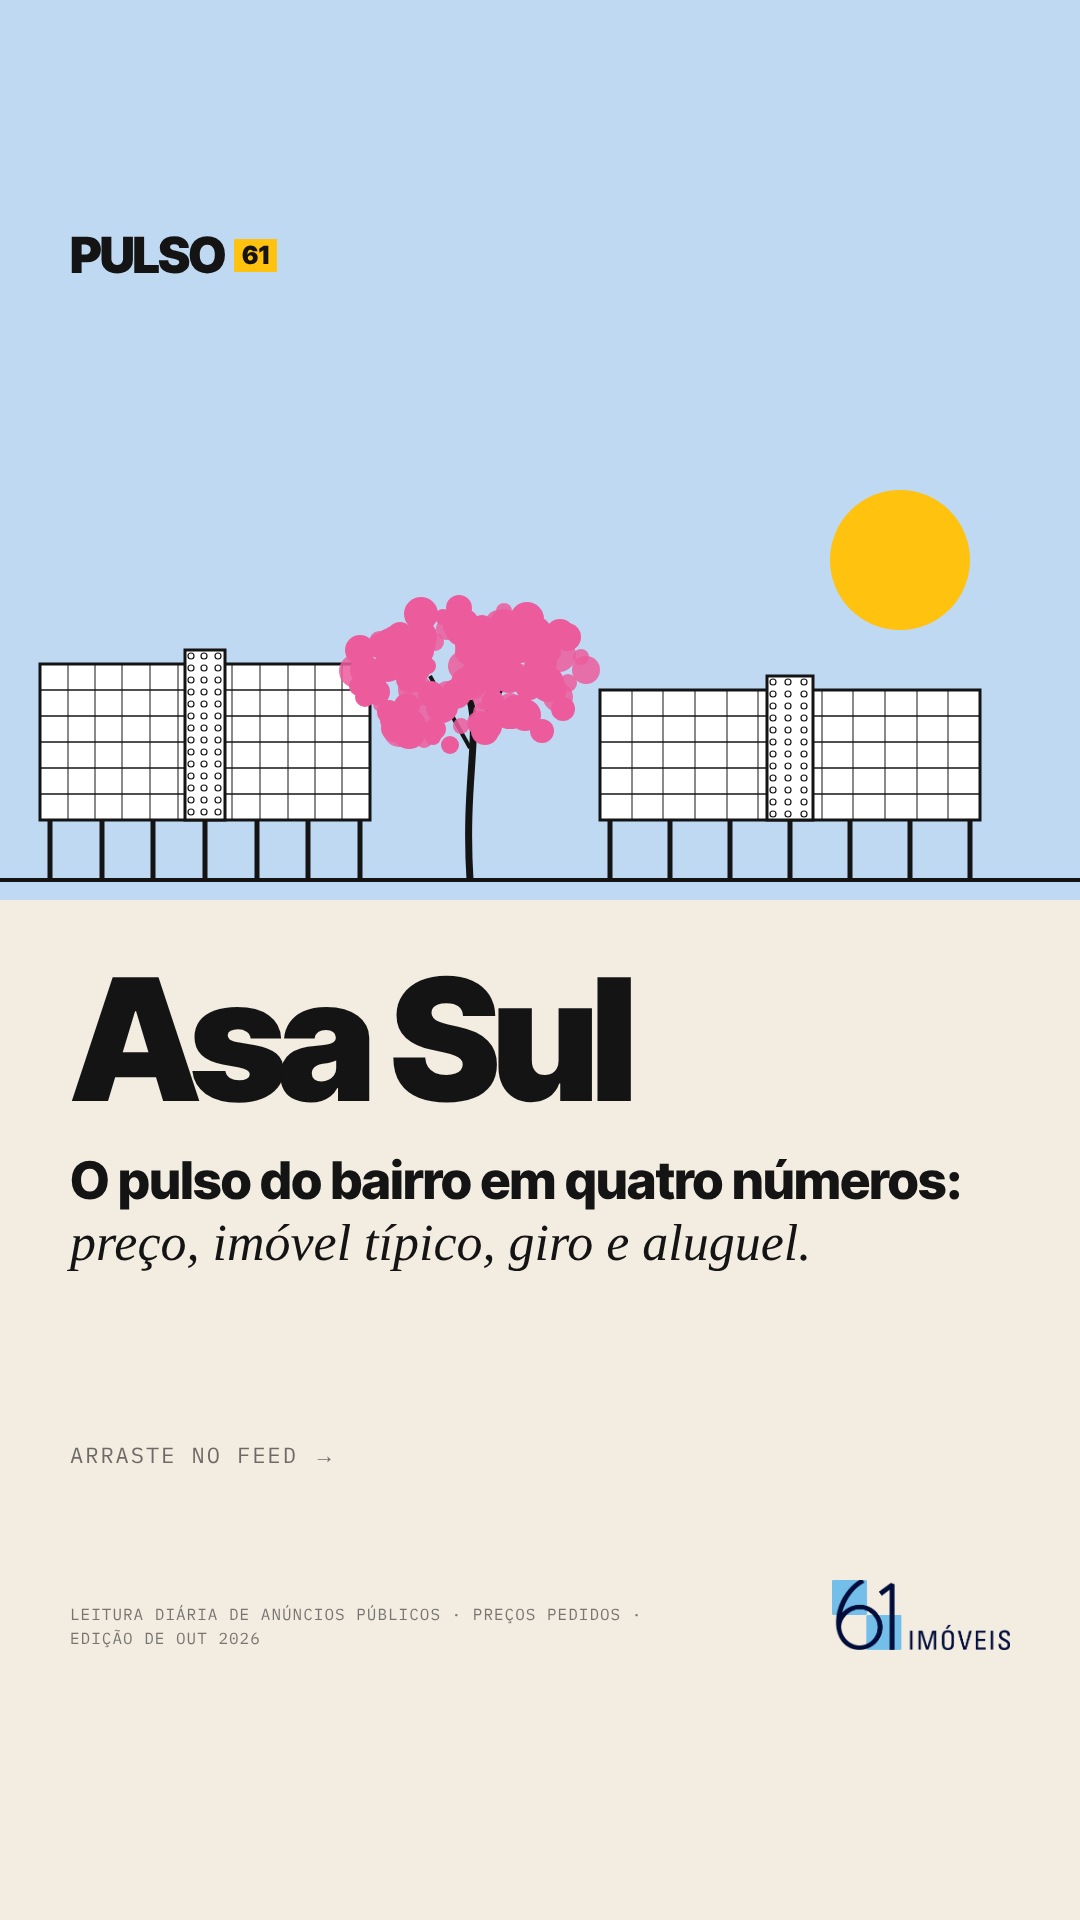 PULSO 61
Asa Sul
O pulso do bairro em quatro números:
preço, imóvel típico, giro e aluguel.
ARRASTE NO FEED →
LEITURA DIÁRIA DE ANÚNCIOS PÚBLICOS · PREÇOS PEDIDOS ·
EDIÇÃO DE OUT 2026
61 IMÓVEIS